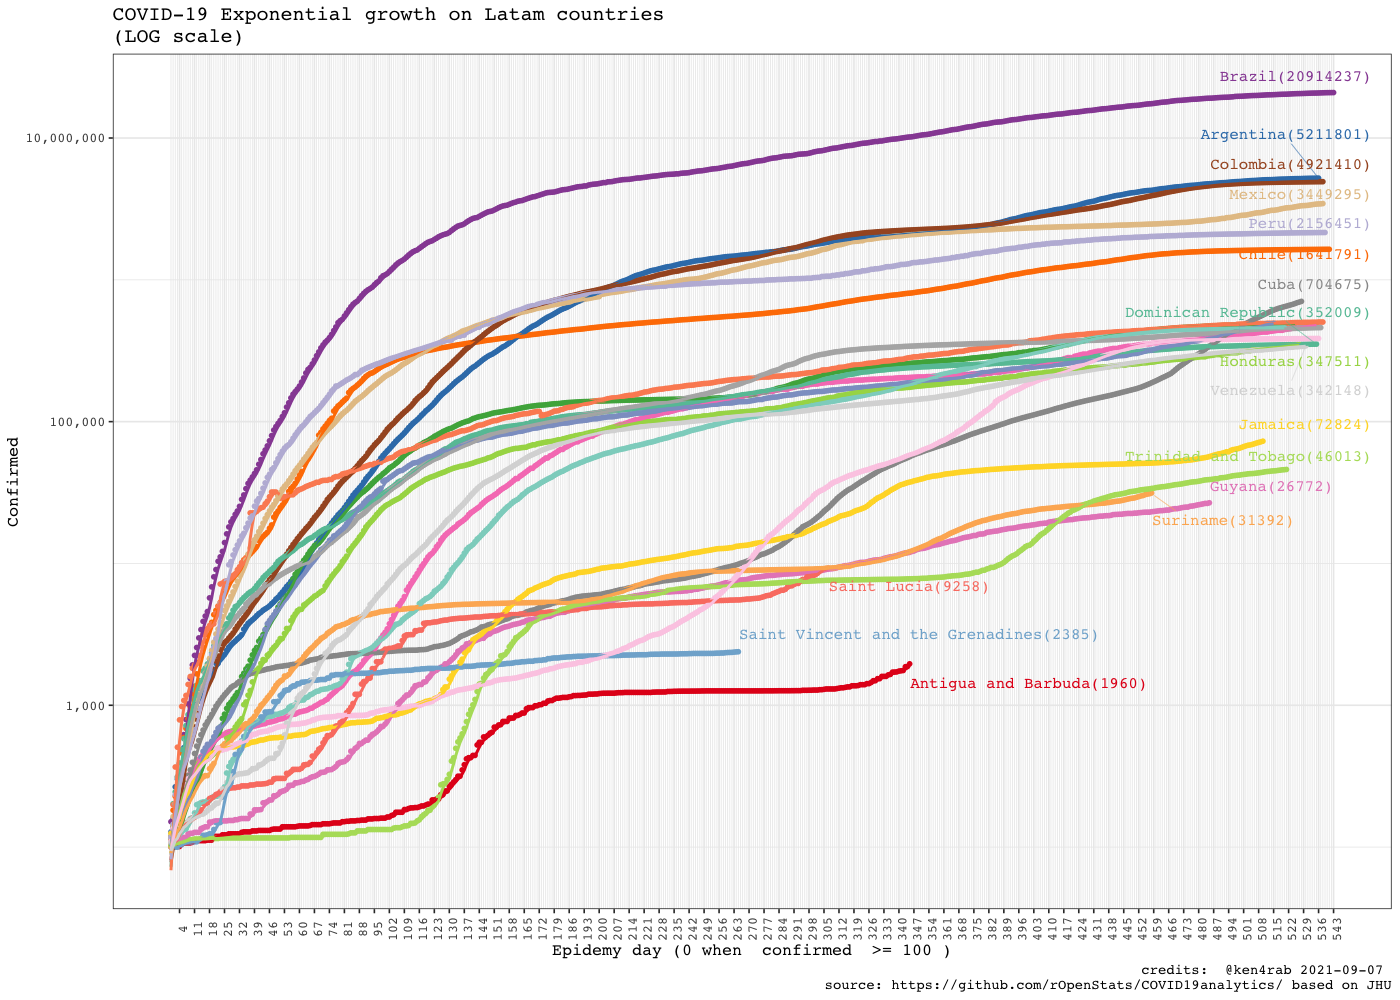 COVID-19 Exponential growth on Latam countries
(LOG scale)
Brazil(20914237)
10,000,000
Argentina(5211801)
Colombia(4921410)
Mexico(3449295)
Peru(2156451)
Chile(1641791)
Cuba(704675)
Dominican Republic(352009)
Honduras(347511)
Venezuela(342148)
100,000
Jamaica(72824)
Trinidad and Tobago(46013)
Guyana(26772)
Suriname(31392)
Saint Lucia(9258)
Saint Vincent and the Grenadines(2385)
Antigua and Barbuda(1960)
1,000
Confirmed
4 11 18 25 32 39 46 53 60 67 74 81 88 95 102 109 116 123 130 137 144 151 158 165 172 179 186 193 200 207 214 221 228 235 242 249 256 263 270 277 284 291 298 305 312 319 326 333 340 347 354 361 368 375 382 389 396 403 410 417 424 431 438 445 452 459 466 473 480 487 494 501 508 515 522 529 536 543
Epidemy day (0 when confirmed >= 100 )
credits: @ken4rab 2021-09-07
source: https://github.com/rOpenStats/COVID19analytics/ based on JHU